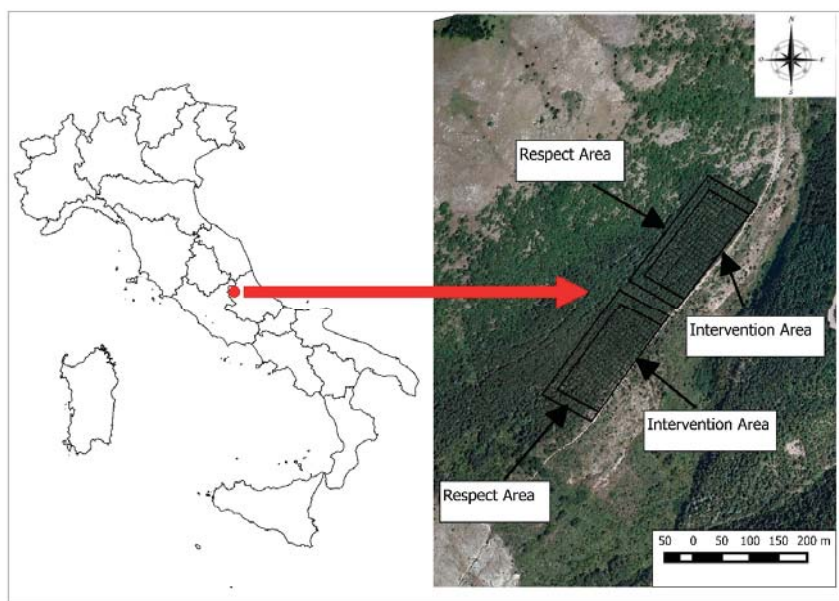 N
O
E
S
Respect Area
Intervention Area
Intervention Area
Respect Area
50 0 50 100 150 200 m